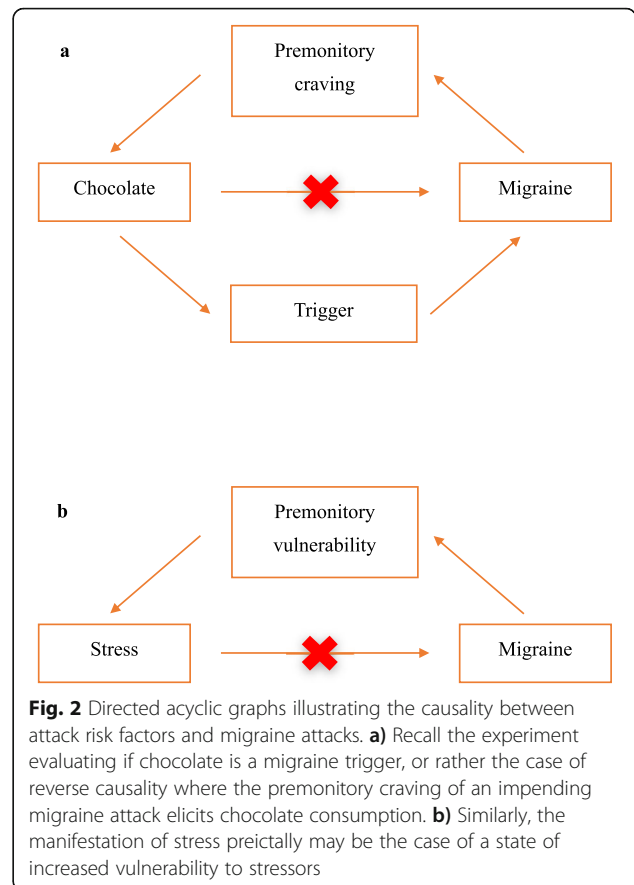 a
Premonitory
craving
Chocolate
Migraine
Trigger
b
Premonitory
vulnerability
Stress
Migraine
Fig. 2 Directed acyclic graphs illustrating the causality between
attack risk factors and migraine attacks. a) Recall the experiment
evaluating if chocolate is a migraine trigger, or rather the case of
reverse causality where the premonitory craving of an impending
migraine attack elicits chocolate consumption. b) Similarly, the
manifestation of stress preictally may be the case of a state of
increased vulnerability to stressors